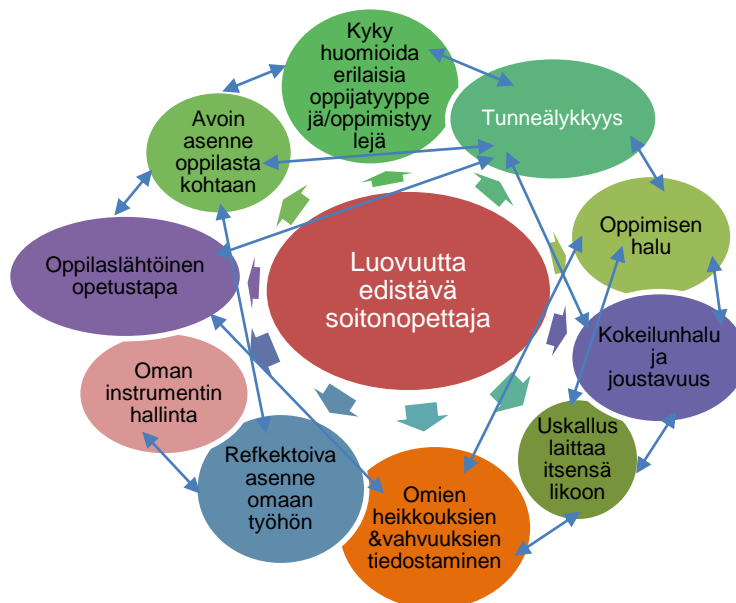 Kyky
huomioida
erilaisia
oppijatyyppe
jä/oppimistyy
lejä
Tunneälykkyys
Avoin
asenne
oppilasta
kohtaan
Oppimisen
halu
Oppilaslähtöinen
opetustapa
Luovuutta
edistävä
soitonopettaja
Kokeilunhalu
ja
joustavuus
Oman
instrumentin
hallinta
Uskallus
laittaa
itsensä
likoon
Refkektoiva
asenne
omaan
työhön
Omien
heikkouksien
&vahvuuksien
tiedostaminen